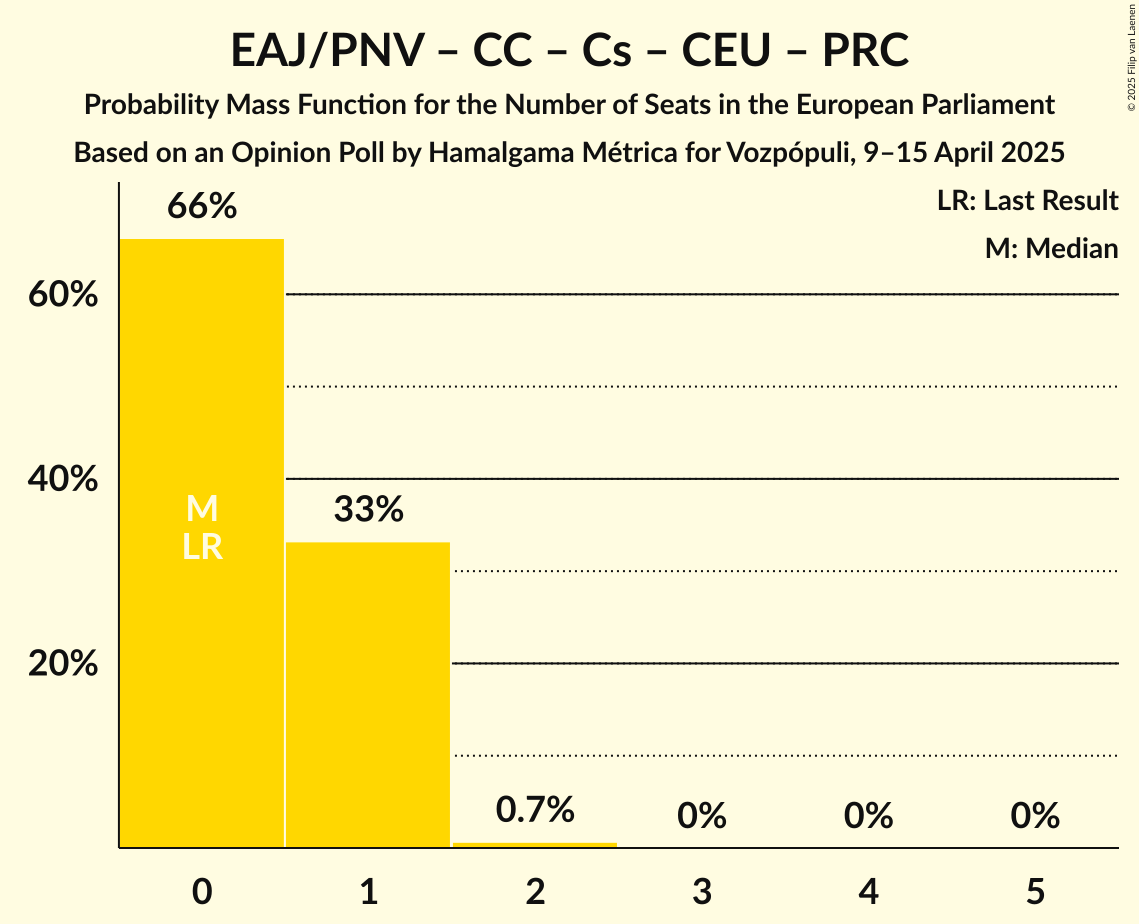 EAJ/PNV – CC – Cs – CEU – PRC
Probability Mass Function for the Number of Seats in the European Parliament
Based on an Opinion Poll by Hamalgama Métrica for Vozpópuli, 9–15 April 2025
© 2025 Filip van Laenen
LR: Last Result
M: Median
66%
60%
40%
33%
M
LR
20%
0.7%
0%
0%
0%
0
1
2
3
4
5